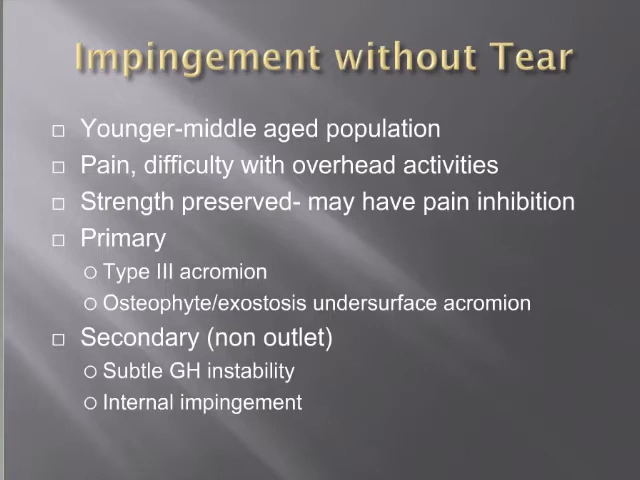 Impingement without Tear
Younger-middle aged population
Pain, difficulty with overhead activities
Strength preserved- may have pain inhibition
Primary
Type III acromion
Osteophyte/exostosis undersurface acromion
Secondary (non outlet)
Subtle GH instability
Internal impingement